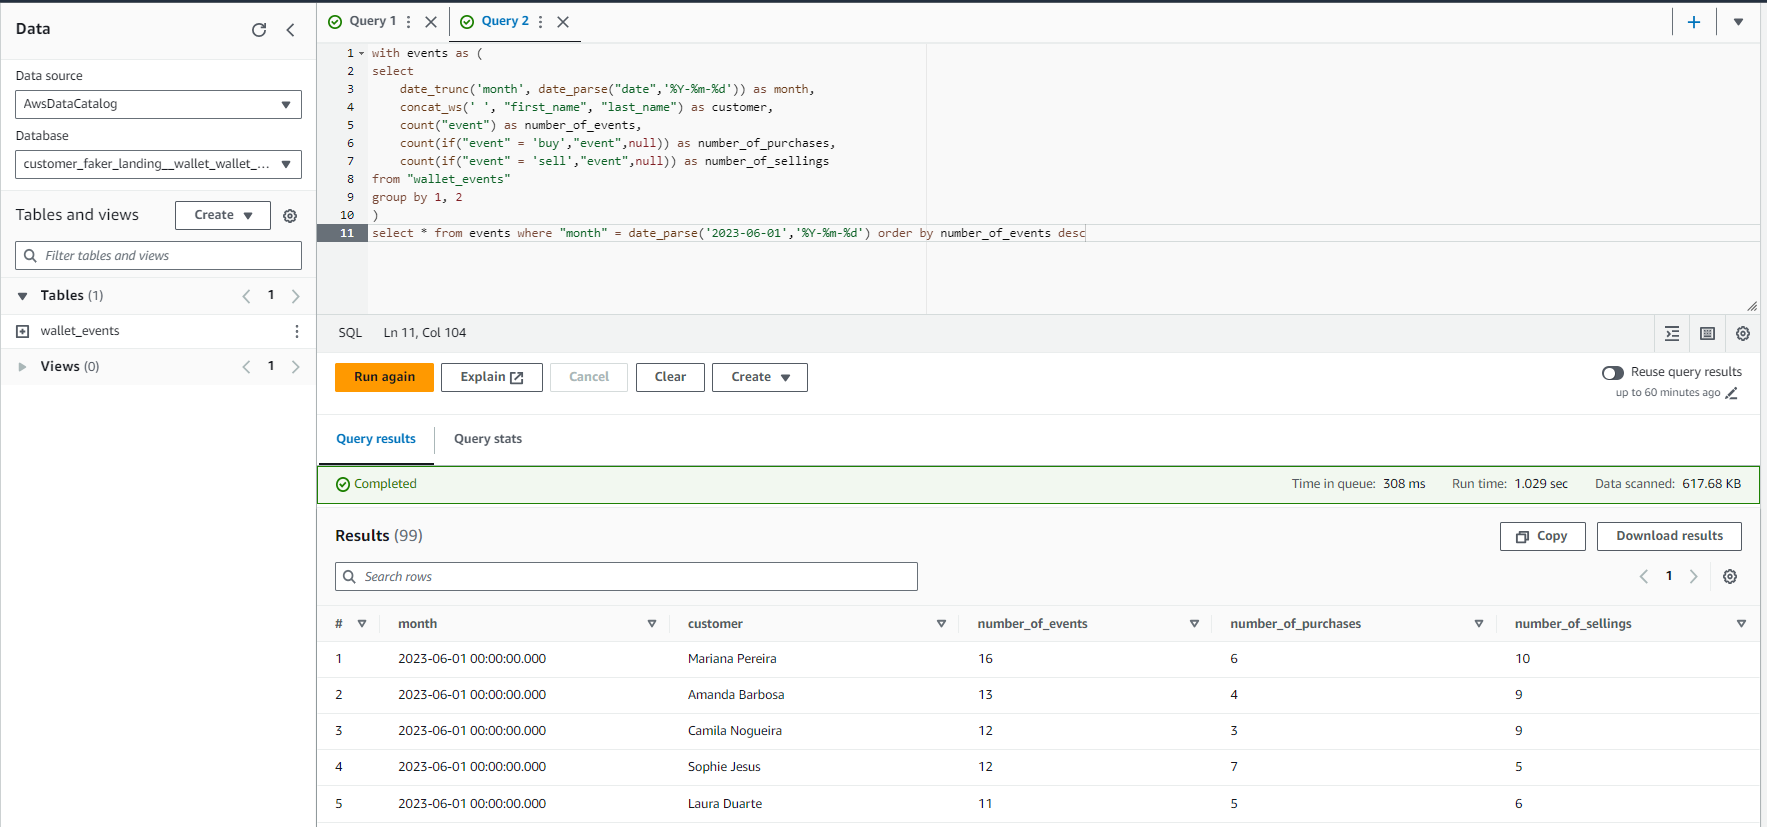 Data
Data source
AwsDataCatalog
Database
customer_faker_landing__wallet_wallet_...
Tables and views
Create
Filter tables and views
Tables (1)
1
wallet_events
Views (0)
1
Query 1
Query 2
1 with events as (
2 select
3 date_trunc('month', date_parse("date",'%Y-%m-%d')) as month,
4 concat_ws(' ', "first_name", "last_name") as customer,
5 count("event") as number_of_events,
6 count(if("event" = 'buy',"event",null)) as number_of_purchases,
7 count(if("event" = 'sell',"event",null)) as number_of_sellings
8 from "wallet_events"
9 group by 1, 2
10 )
11 select * from events where "month" = date_parse('2023-06-01','%Y-%m-%d') order by number_of_events desc
SQL Ln 11, Col 104
Run again Explain Cancel Clear Create
Reuse query results
up to 60 minutes ago
Query results Query stats
Completed Time in queue: 308 ms Run time: 1.029 sec Data scanned: 617.68 KB
Results (99) Copy Download results
Search rows 1
# month customer number_of_events number_of_purchases number_of_sellings
1 2023-06-01 00:00:00.000 Mariana Pereira 16 6 10
2 2023-06-01 00:00:00.000 Amanda Barbosa 13 4 9
3 2023-06-01 00:00:00.000 Camila Nogueira 12 3 9
4 2023-06-01 00:00:00.000 Sophie Jesus 12 7 5
5 2023-06-01 00:00:00.000 Laura Duarte 11 5 6